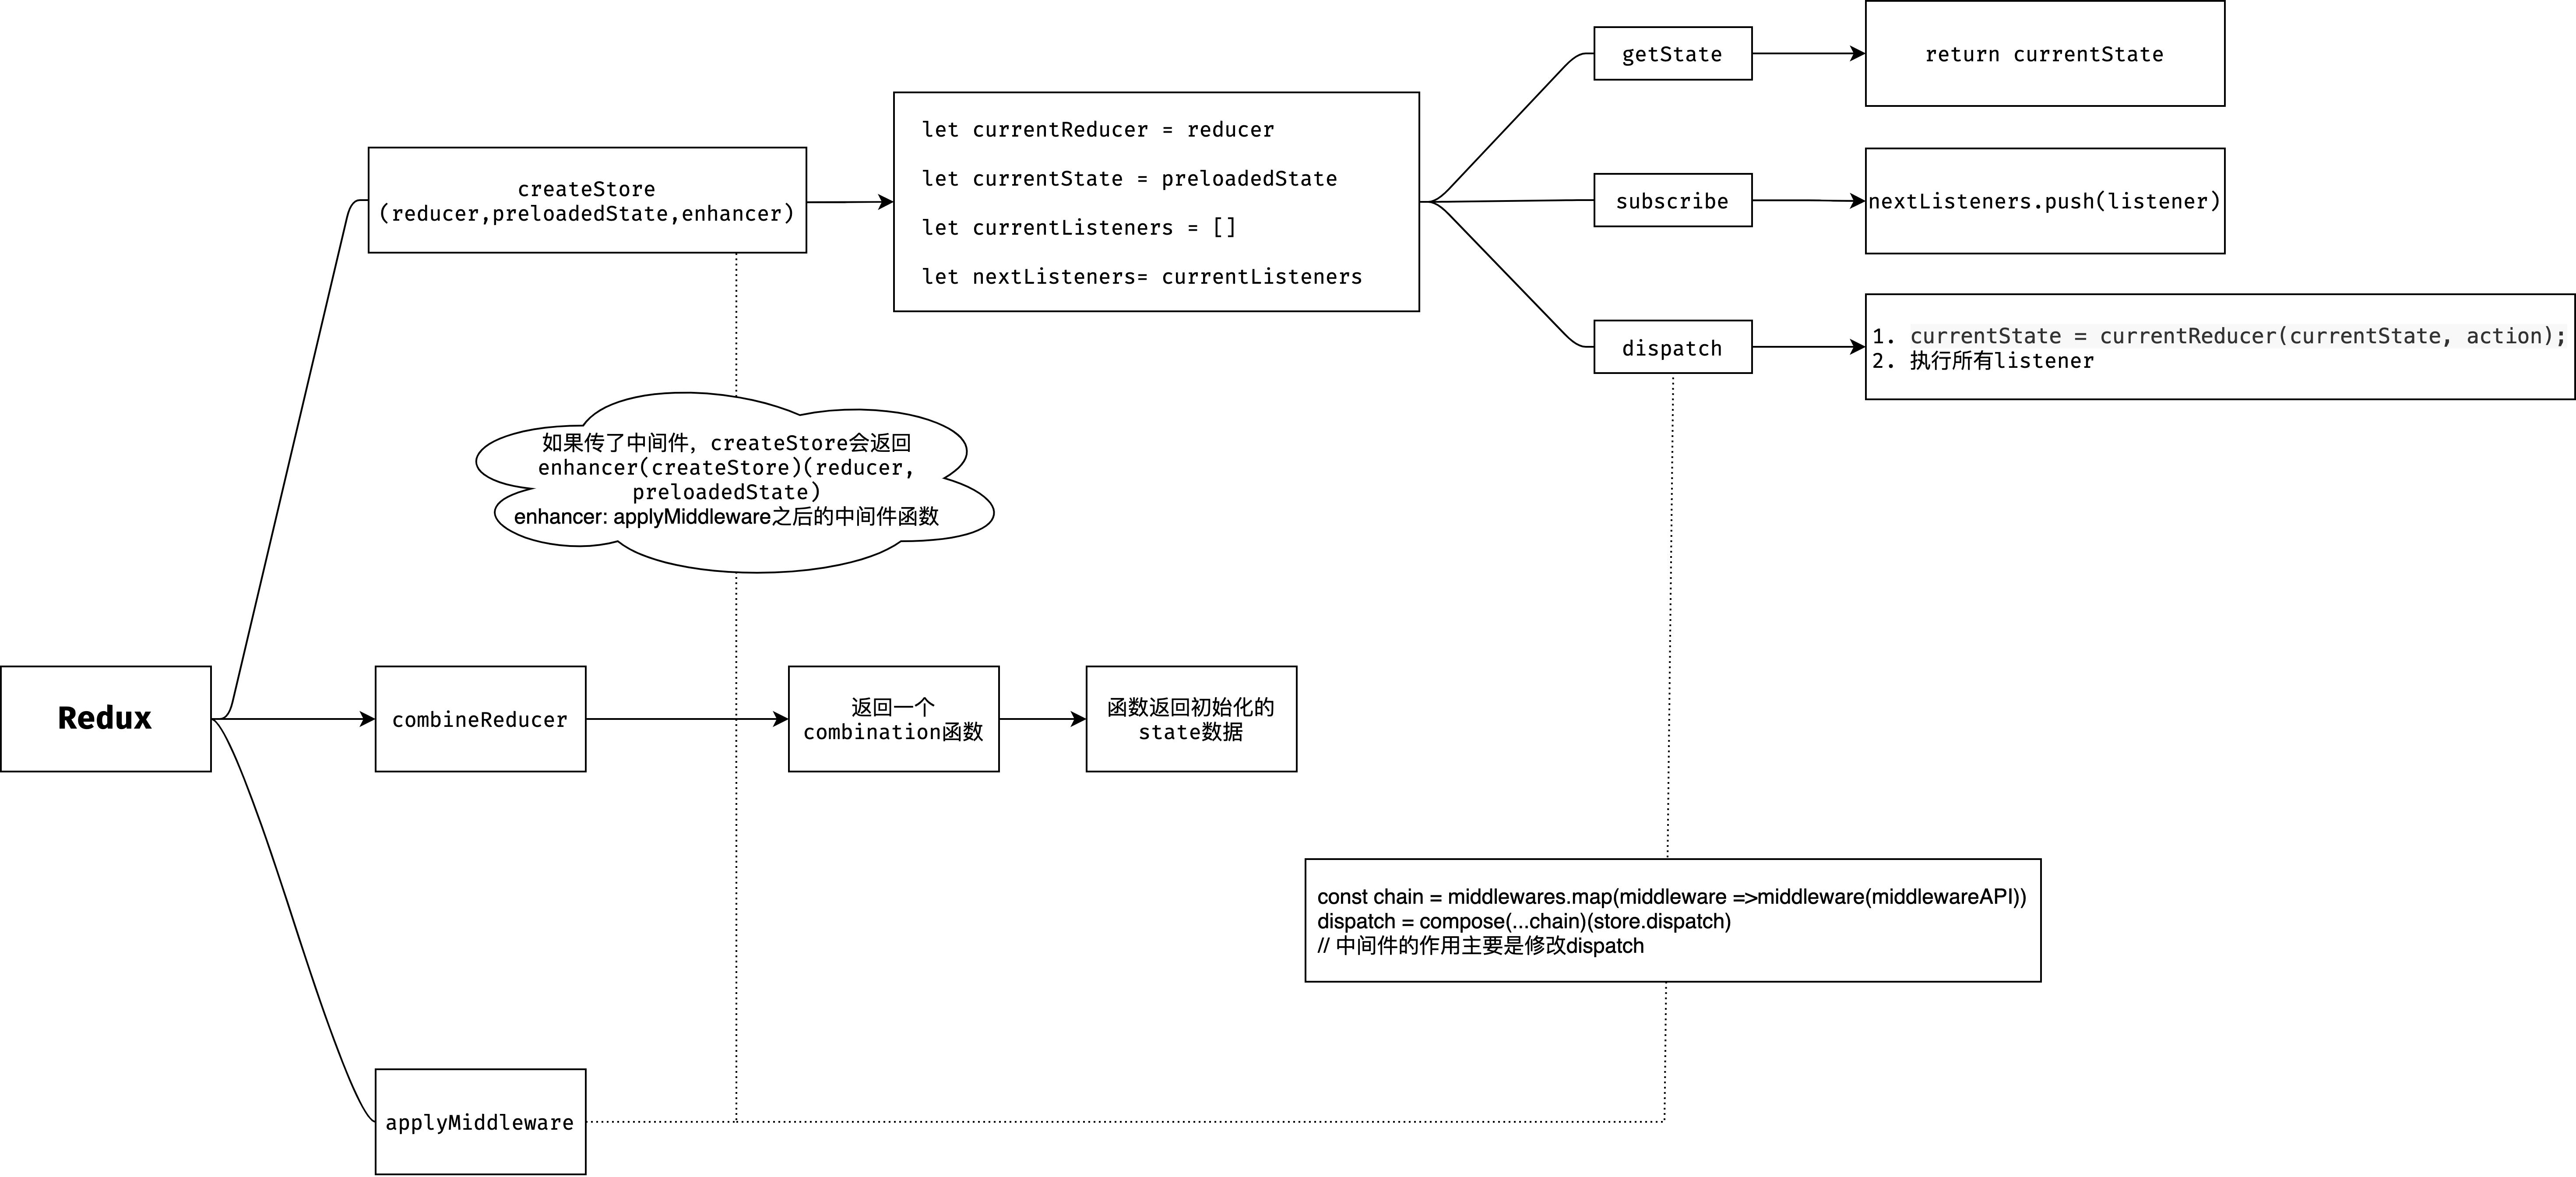 Redux
createStore
(reducer,preloadedState,enhancer)
let currentReducer = reducer
let currentState = preloadedState
let currentListeners = []
let nextListeners= currentListeners
getState
return currentState
subscribe
nextListeners.push(listener)
dispatch
1. currentState = currentReducer(currentState, action);
2. 执行所有listener
如果传了中间件，createStore会返回
enhancer(createStore)(reducer,
preloadedState)
enhancer: applyMiddleware之后的中间件函数
combineReducer
返回一个
combination函数
函数返回初始化的
state数据
const chain = middlewares.map(middleware =>middleware(middlewareAPI))
dispatch = compose(...chain)(store.dispatch)
// 中间件的作用主要是修改dispatch
applyMiddleware